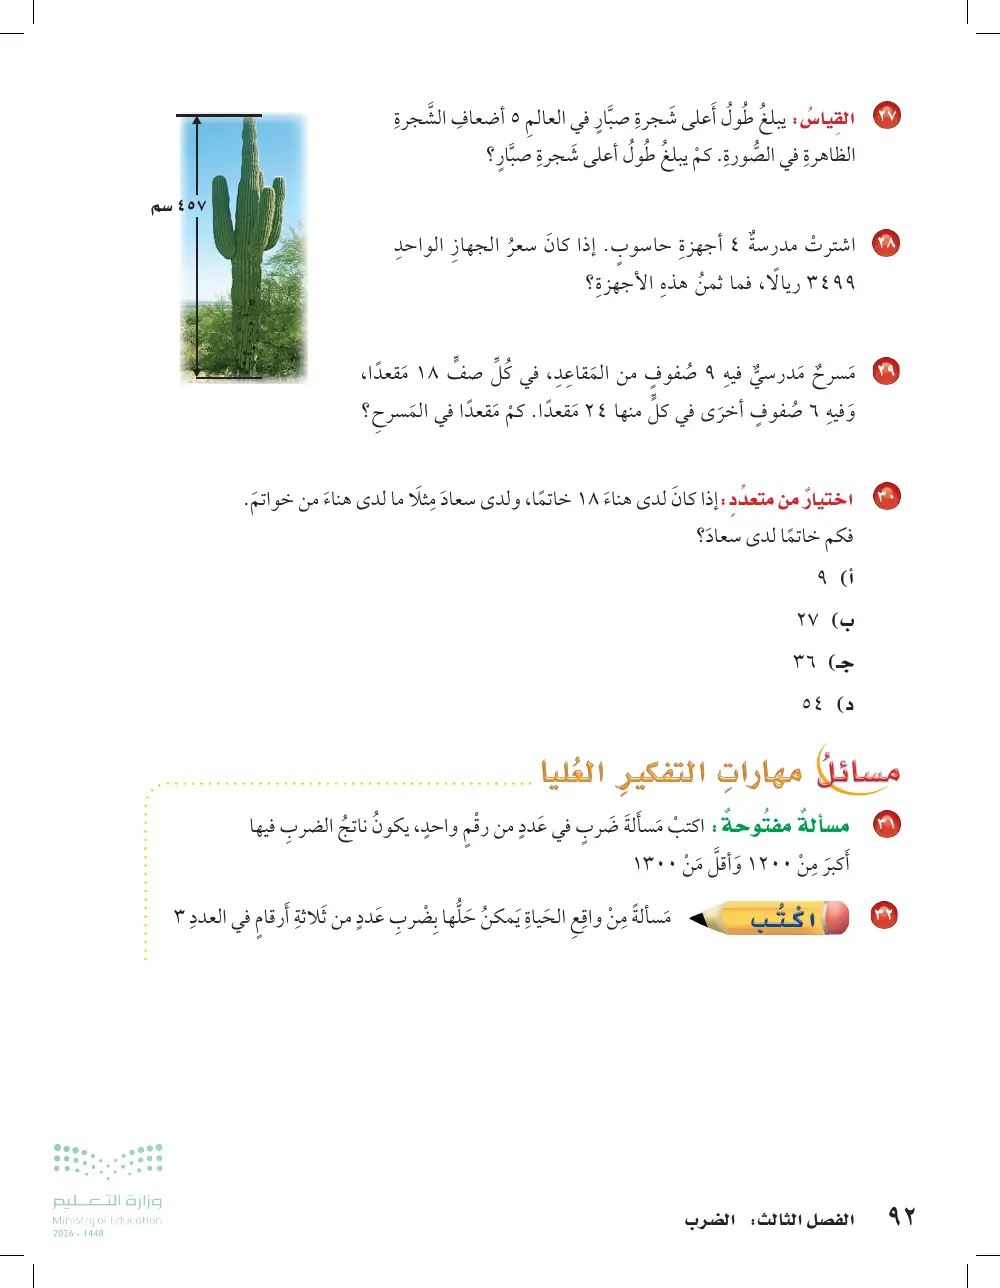 ٢٧ القِياسُ: يبلغُ طُولُ أَعلى شَجرةِ صبَّارٍ في العالمِ ٥ أضعافِ الشَّجرةِ
الظاهرةِ في الصُّورةِ. كمْ يبلغُ طُولُ أعلى شَجرةِ صبَّارٍ؟
٤٥٧ سم
٢٨ اشترتْ مدرسةٌ ٤ أجهزةِ حاسوبٍ. إذا كانَ سعرُ الجهازِ الواحدِ
٣٤٩٩ ريالًا، فما ثمنُ هذهِ الأجهزةِ؟
٢٩ مَسرحٌ مَدرسيٌّ فيهِ ٩ صُفوفٍ من المَقاعِدِ، في كُلِّ صفٍّ ١٨ مَقعدًا،
وَفيهِ ٦ صُفوفٍ أخرَى في كلٍّ منها ٢٤ مَقعدًا. كمْ مَقعدًا في المَسرحِ؟
٣٠ اختيارٌ من متعدِّدٍ: إذا كانَ لدى هناءَ ١٨ خاتمًا، ولدى سعادَ مِثلَا ما لدى هناءَ من خواتمَ.
فكم خاتمًا لدى سعادَ؟
أ) ٩
ب) ٢٧
جـ) ٣٦
د) ٥٤
مسائلُ مهاراتِ التفكيرِ العُليا
٣١ مسألةٌ مفتُوحةٌ: اكتبْ مَسأَلةَ ضَربٍ في عَددٍ من رقْمٍ واحدٍ، يكونُ ناتجُ الضربِ فيها
أَكبرَ مِنْ ١٢٠٠ وَأقلَّ مَنْ ١٣٠٠
٣٢ اكْتُب مَسألةً مِنْ واقِعِ الحَياةِ يَمكنُ حَلُّها بِضْربِ عَددٍ من ثَلاثةِ أَرقامٍ في العددِ ٣
وزارة التعليم
Ministry of Education
2026 - 1448
٩٢ الفصل الثالث: الضرب